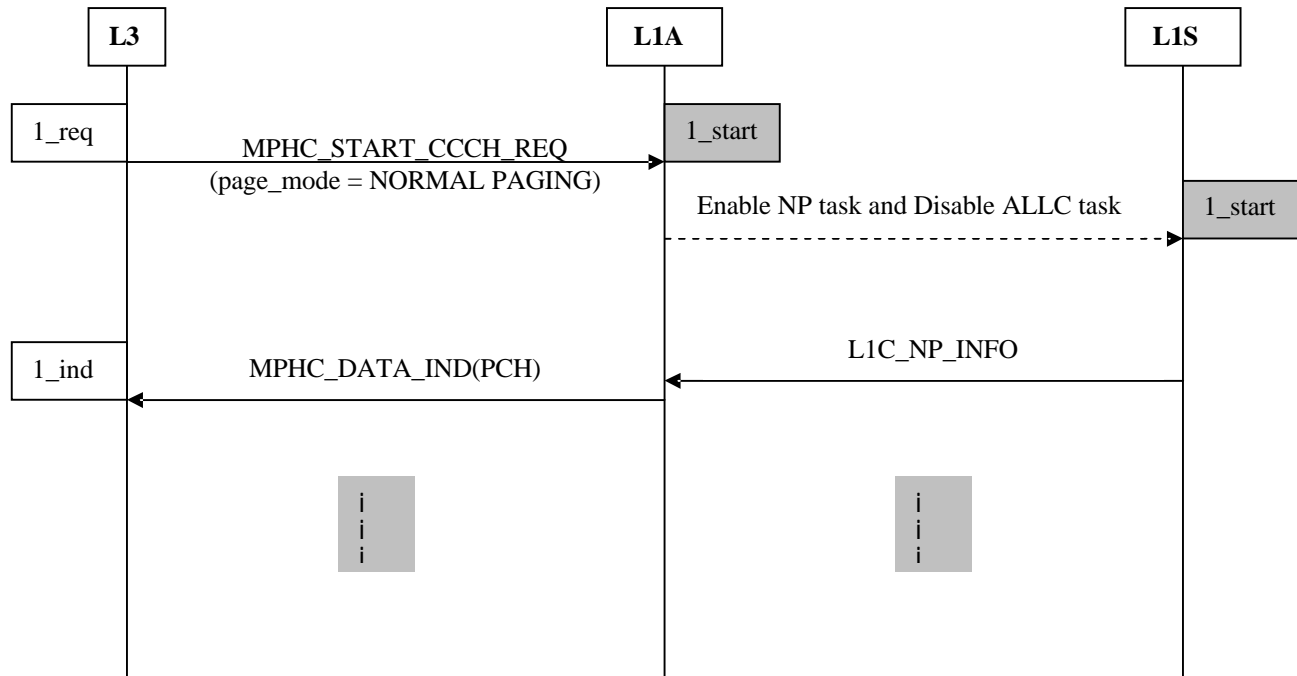 L3
L1A
L1S
1_req
1_start
MPHC_START_CCCH_REQ
(page_mode = NORMAL PAGING)
Enable NP task and Disable ALLC task
1_start
1_ind
MPHC_DATA_IND(PCH)
L1C_NP_INFO
i
i
i
i
i
i